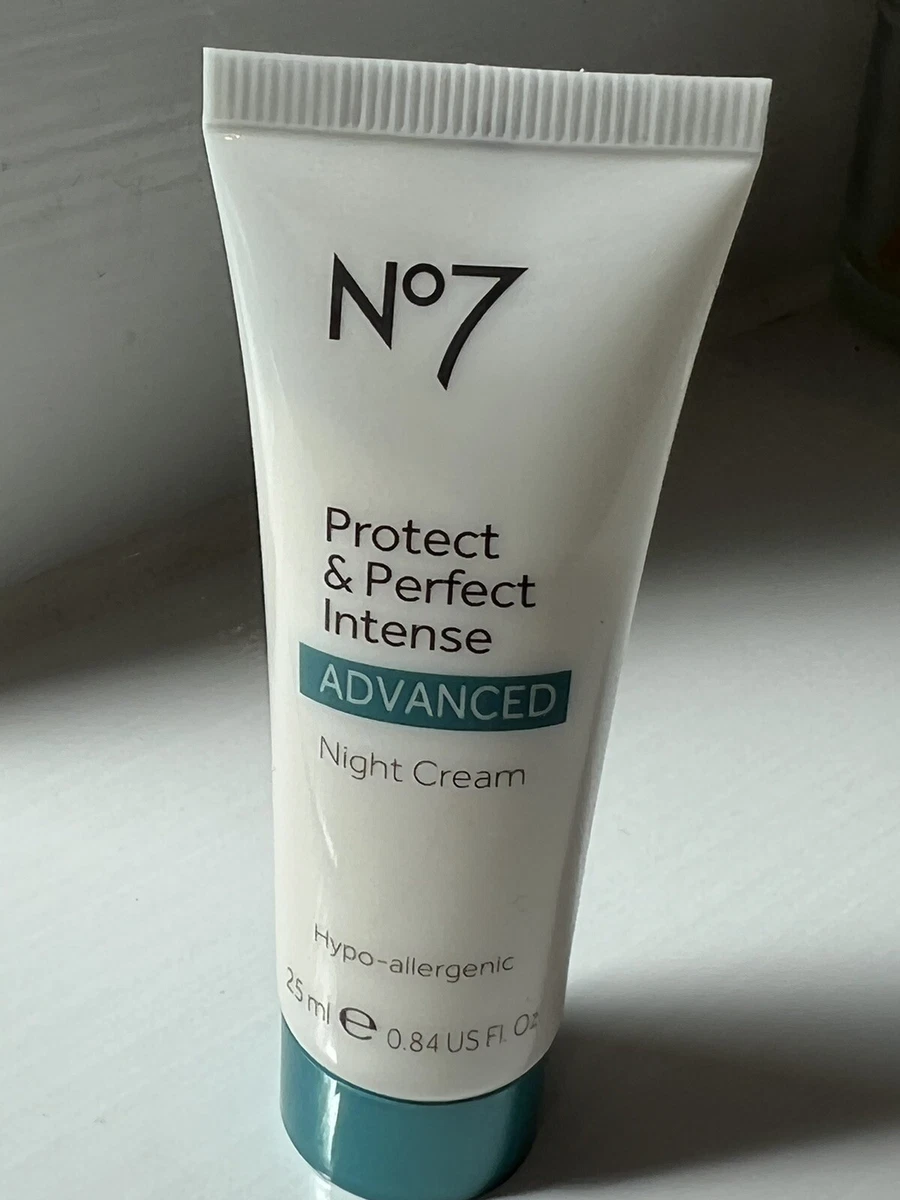 Nº7
Protect
& Perfect
Intense
ADVANCED
Night Cream
Hypo-allergenic
25 ml ℮ 0.84 US Fl. Oz